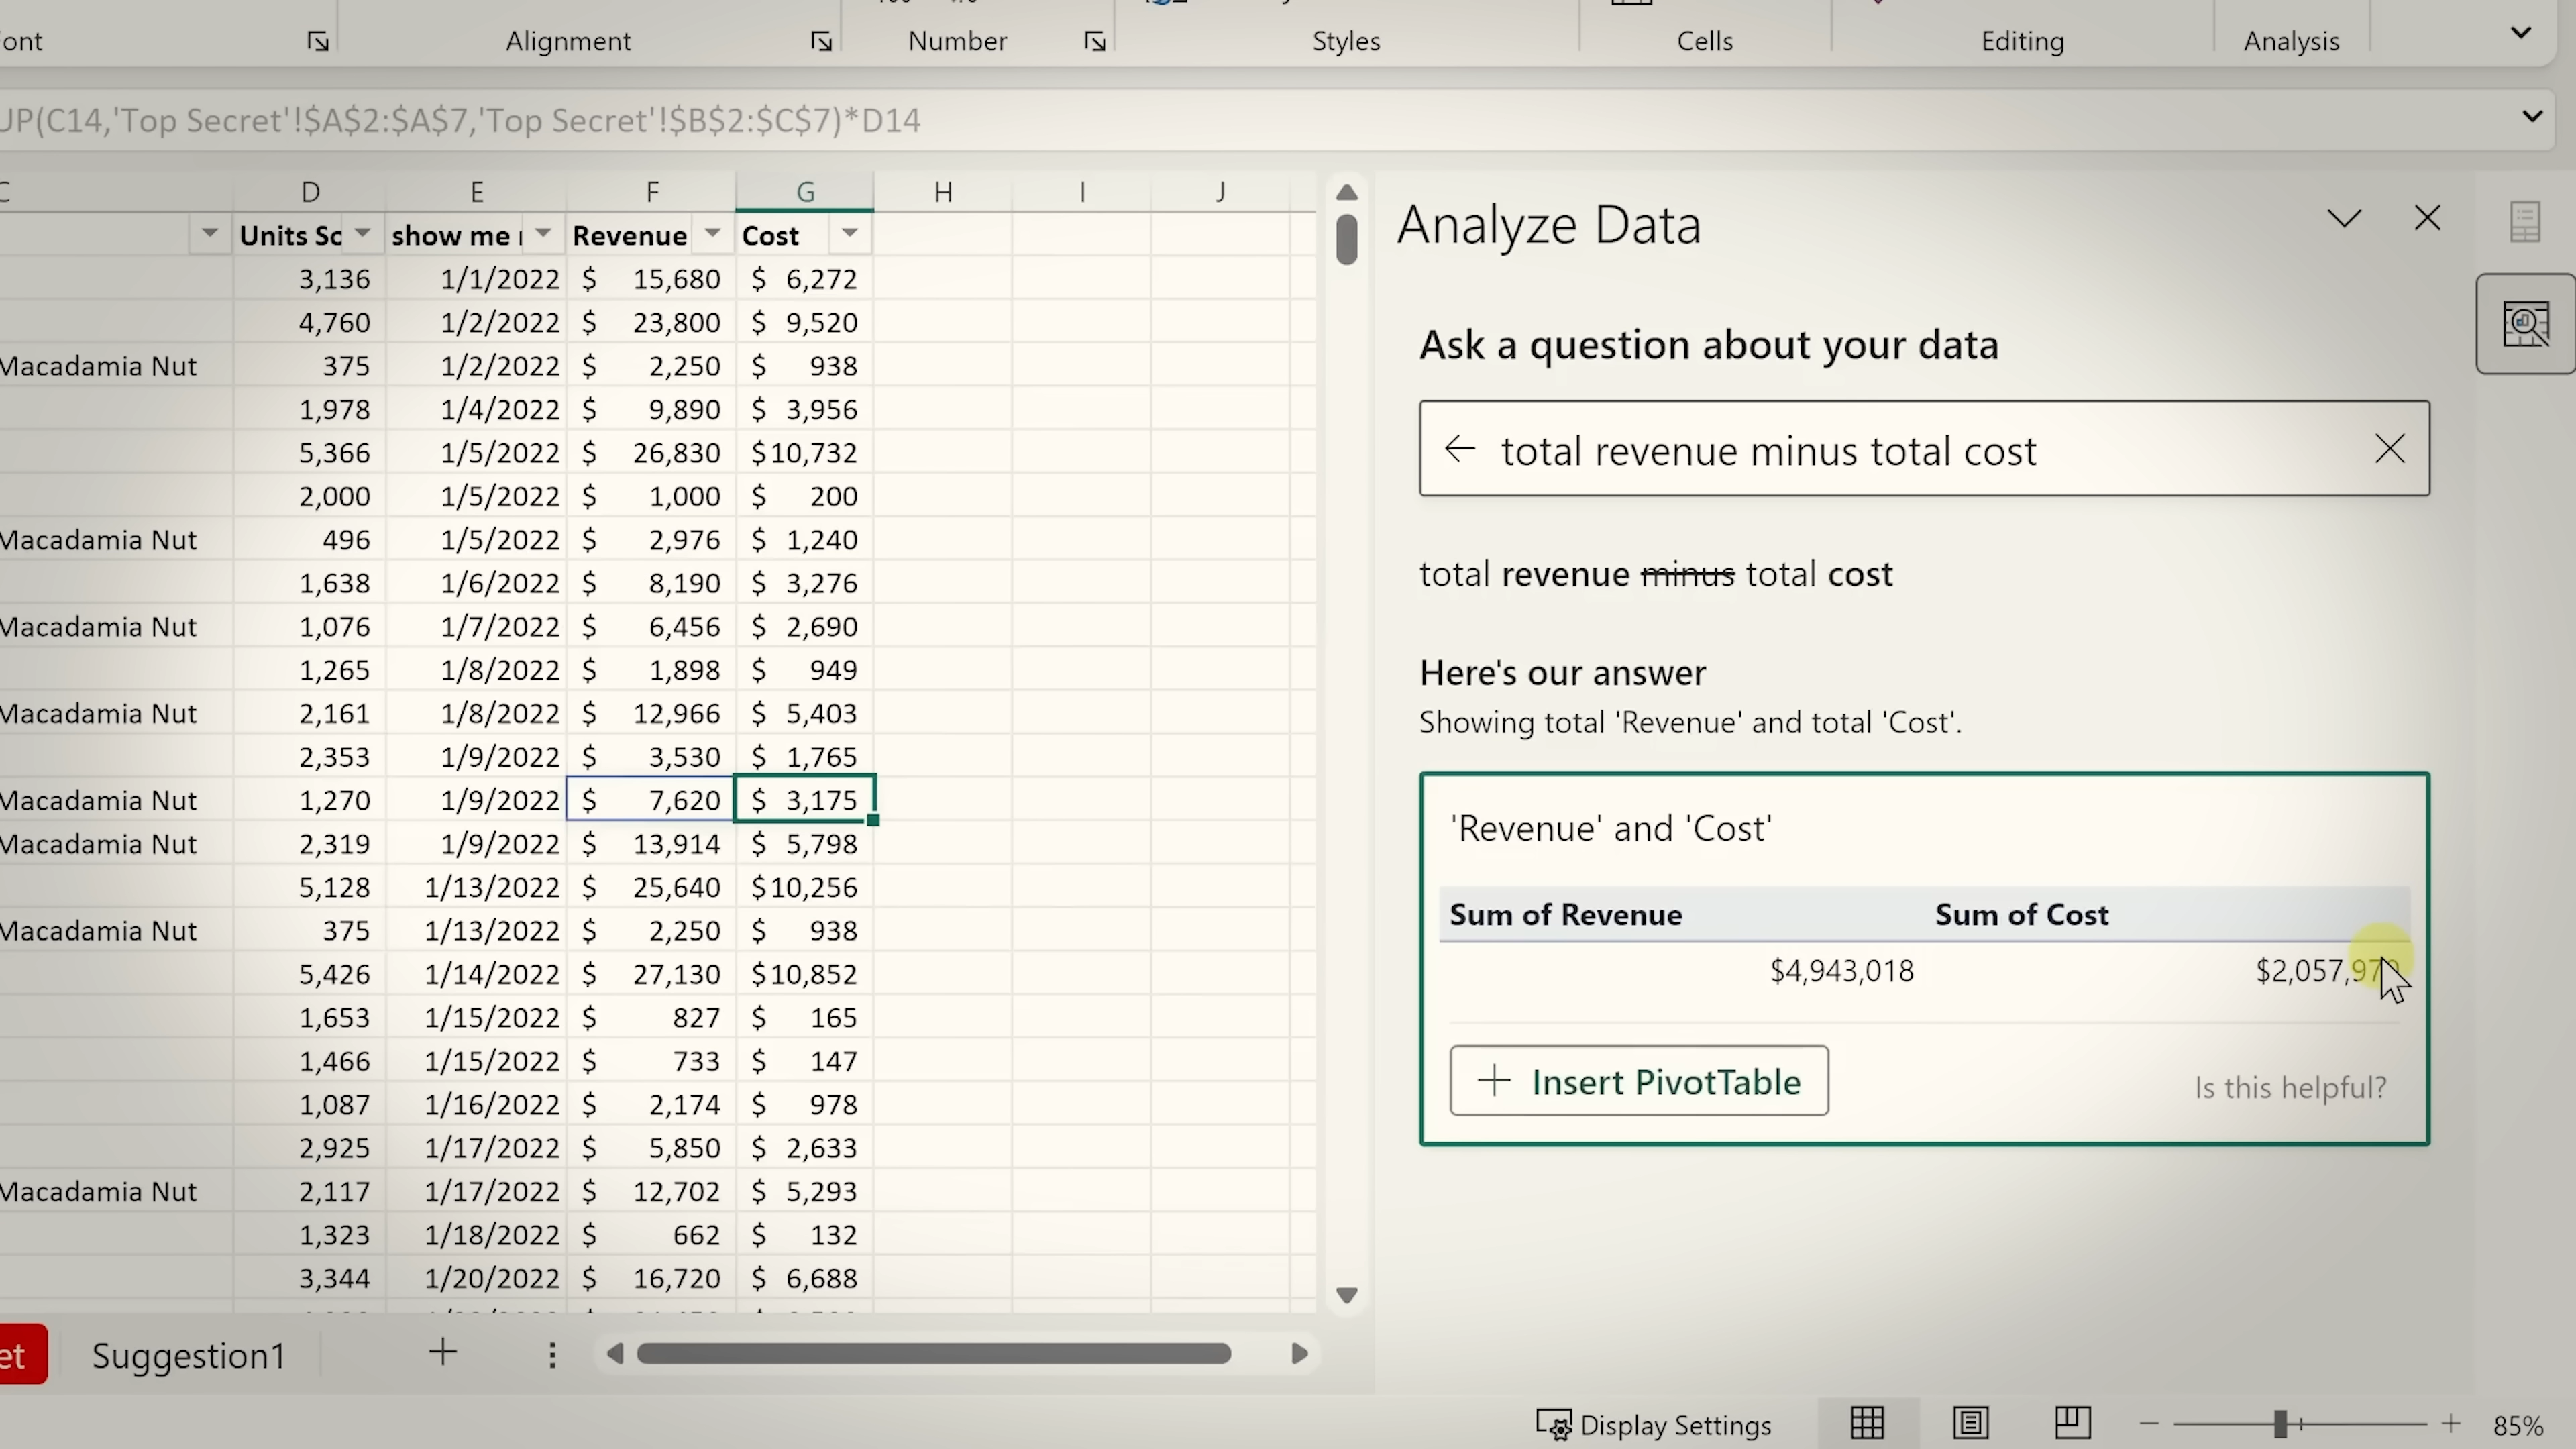 Alignment
Number
Styles
Cells
Editing
Analysis
UP(C14,'Top Secret'!$A$2:$A$7,'Top Secret'!$B$2:$C$7)*D14
D E F G H I J
show me
Revenue
Cost
3,136 1/1/2022 $ 15,680 $ 6,272
4,760 1/2/2022 $ 23,800 $ 9,520
Macadamia Nut 375 1/2/2022 $ 2,250 $ 938
1,978 1/4/2022 $ 9,890 $ 3,956
5,366 1/5/2022 $ 26,830 $10,732
2,000 1/5/2022 $ 1,000 $ 200
Macadamia Nut 496 1/5/2022 $ 2,976 $ 1,240
1,638 1/6/2022 $ 8,190 $ 3,276
Macadamia Nut 1,076 1/7/2022 $ 6,456 $ 2,690
1,265 1/8/2022 $ 1,898 $ 949
Macadamia Nut 2,161 1/8/2022 $ 12,966 $ 5,403
2,353 1/9/2022 $ 3,530 $ 1,765
Macadamia Nut 1,270 1/9/2022 $ 7,620 $ 3,175
Macadamia Nut 2,319 1/9/2022 $ 13,914 $ 5,798
5,128 1/13/2022 $ 25,640 $10,256
Macadamia Nut 375 1/13/2022 $ 2,250 $ 938
5,426 1/14/2022 $ 27,130 $10,852
1,653 1/15/2022 $ 827 $ 165
1,466 1/15/2022 $ 733 $ 147
1,087 1/16/2022 $ 2,174 $ 978
2,925 1/17/2022 $ 5,850 $ 2,633
Macadamia Nut 2,117 1/17/2022 $ 12,702 $ 5,293
1,323 1/18/2022 $ 662 $ 132
3,344 1/20/2022 $ 16,720 $ 6,688
Suggestion1
Analyze Data
Ask a question about your data
total revenue minus total cost
total revenue minus total cost
Here's our answer
Showing total 'Revenue' and total 'Cost'.
'Revenue' and 'Cost'
Sum of Revenue Sum of Cost
$4,943,018
Insert PivotTable
Is this helpful?
Display Settings
85%